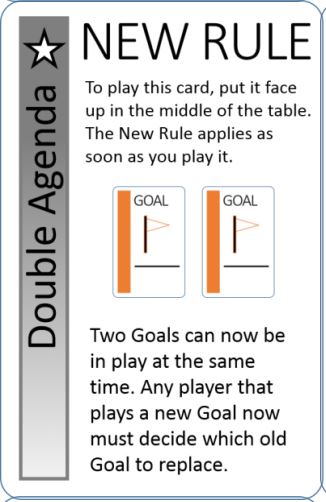 NEW RULE
Double Agenda
To play this card, put it face
up in the middle of the table.
The New Rule applies as
soon as you play it.
GOAL
GOAL
Two Goals can now be
in play at the same
time. Any player that
plays a new Goal now
must decide which old
Goal to replace.